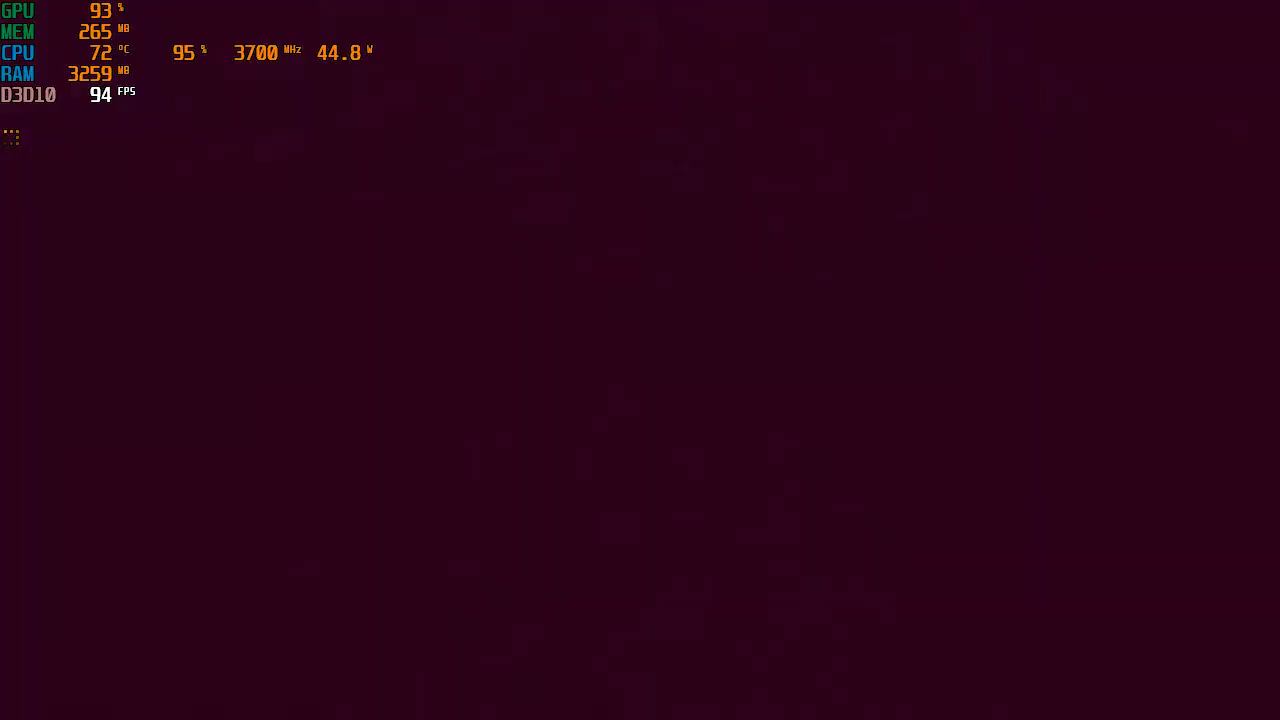 GPU 93 %
MEM 265 MB
CPU 72 °C 95 % 3700 MHz 44.8 W
RAM 3259 MB
D3D10 94 FPS